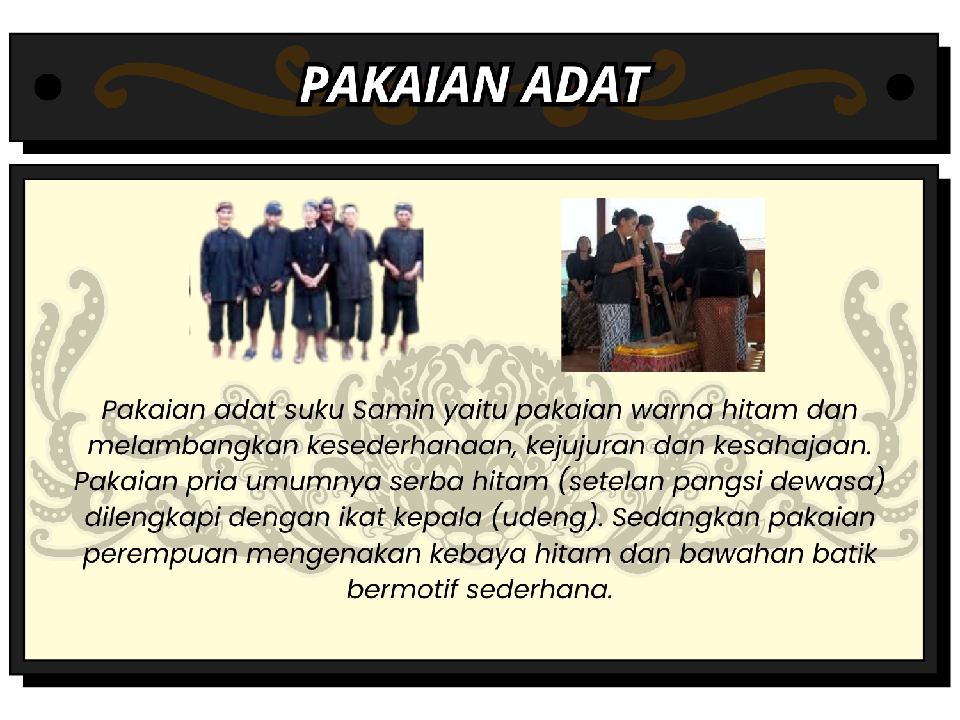 PAKAIAN ADAT
Pakaian adat suku Samin yaitu pakaian warna hitam dan
melambangkan kesederhanaan, kejujuran dan kesahajaan.
Pakaian pria umumnya serba hitam (setelan pangsi dewasa)
dilengkapi dengan ikat kepala (udeng). Sedangkan pakaian
perempuan mengenakan kebaya hitam dan bawahan batik
bermotif sederhana.